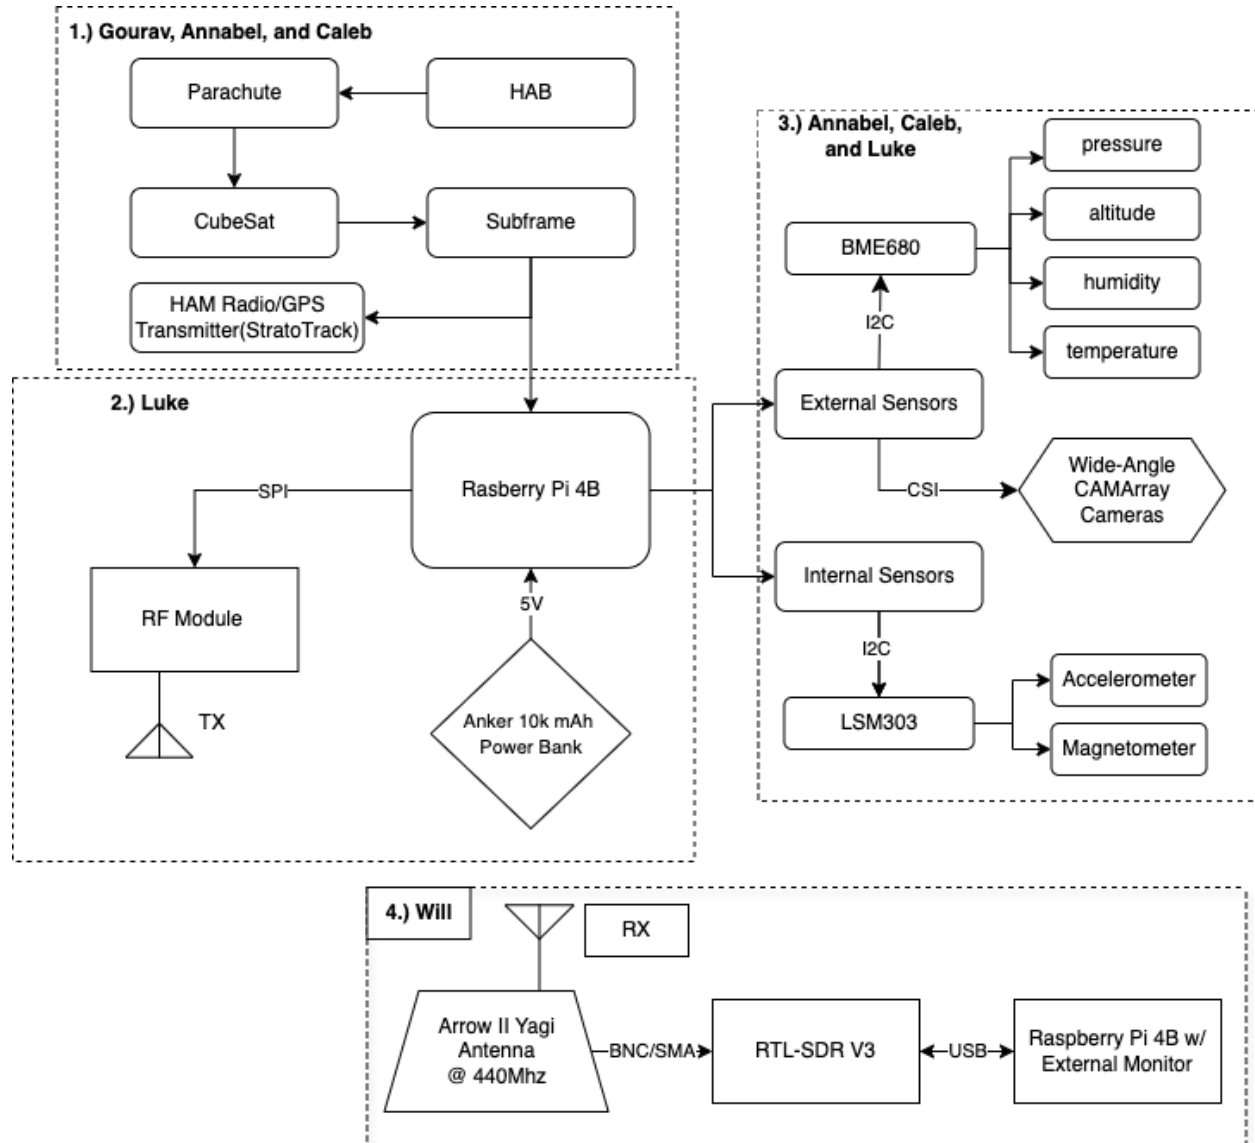 1.) Gourav, Annabel, and Caleb
Parachute
HAB
CubeSat
Subframe
HAM Radio/GPS
Transmitter(StratoTrack)
2.) Luke
Rasberry Pi 4B
SPI
RF Module
TX
5V
Anker 10k mAh
Power Bank
3.) Annabel, Caleb,
and Luke
pressure
altitude
BME680
humidity
temperature
I2C
External Sensors
CSI
Wide-Angle
CAMArray
Cameras
Internal Sensors
I2C
LSM303
Accelerometer
Magnetometer
4.) Will
RX
Arrow II Yagi
Antenna
@ 440Mhz
BNC/SMA
RTL-SDR V3
USB
Raspberry Pi 4B w/
External Monitor